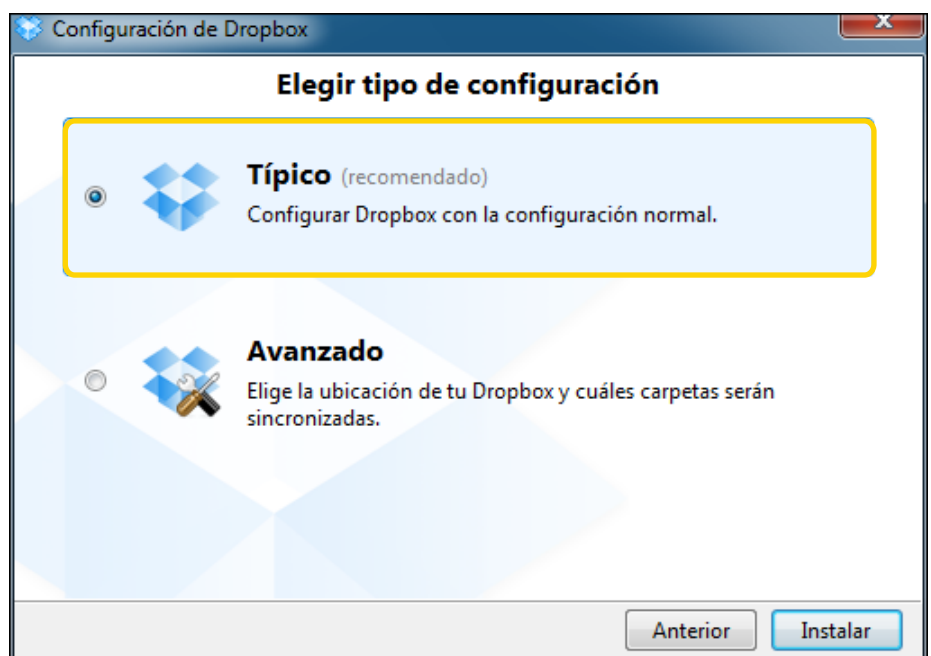 Configuración de Dropbox
Elegir tipo de configuración
Típico (recomendado)
Configurar Dropbox con la configuración normal.
Avanzado
Elige la ubicación de tu Dropbox y cuáles carpetas serán
sincronizadas.
Anterior Instalar